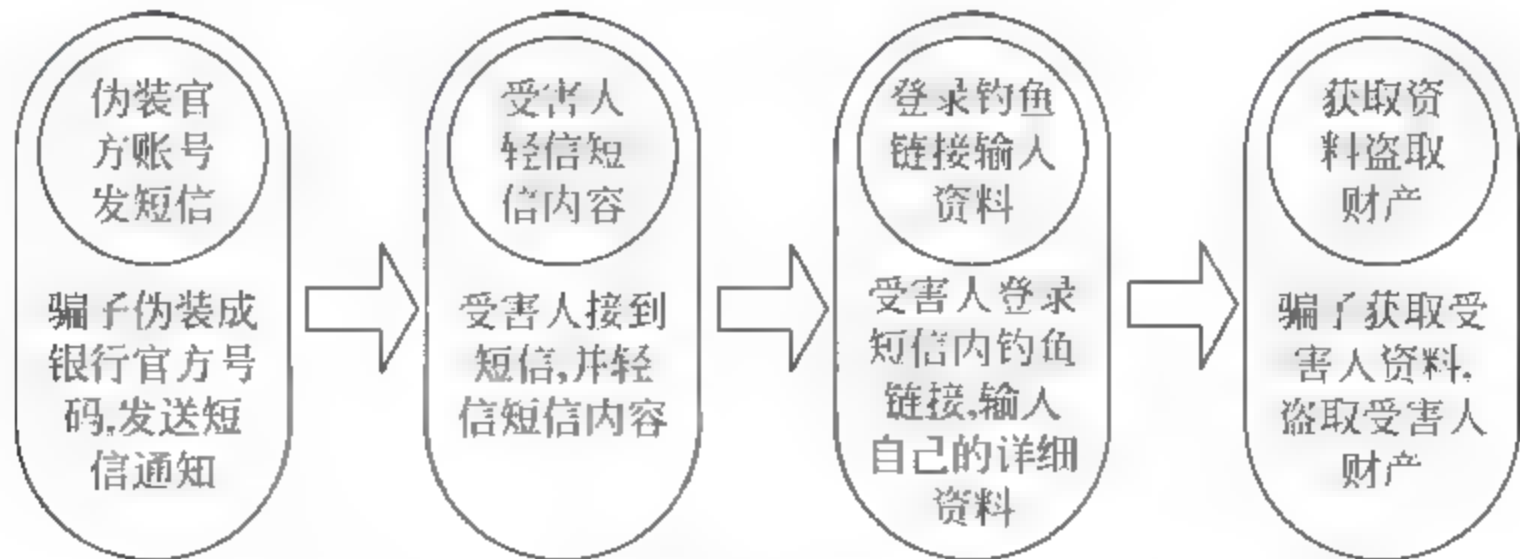 伪装官
方账号
发短信
骗子伪装成
银行官方号
码,发送短
信通知
受害人
轻信短
信内容
受害人接到
短信,并轻
信短信内容
登录钓鱼
链接输入
资料
受害人登录
短信内钓鱼
链接,输入
自己的详细
资料
获取资
料盗取
财产
骗子获取受
害人资料,
盗取受害人
财产